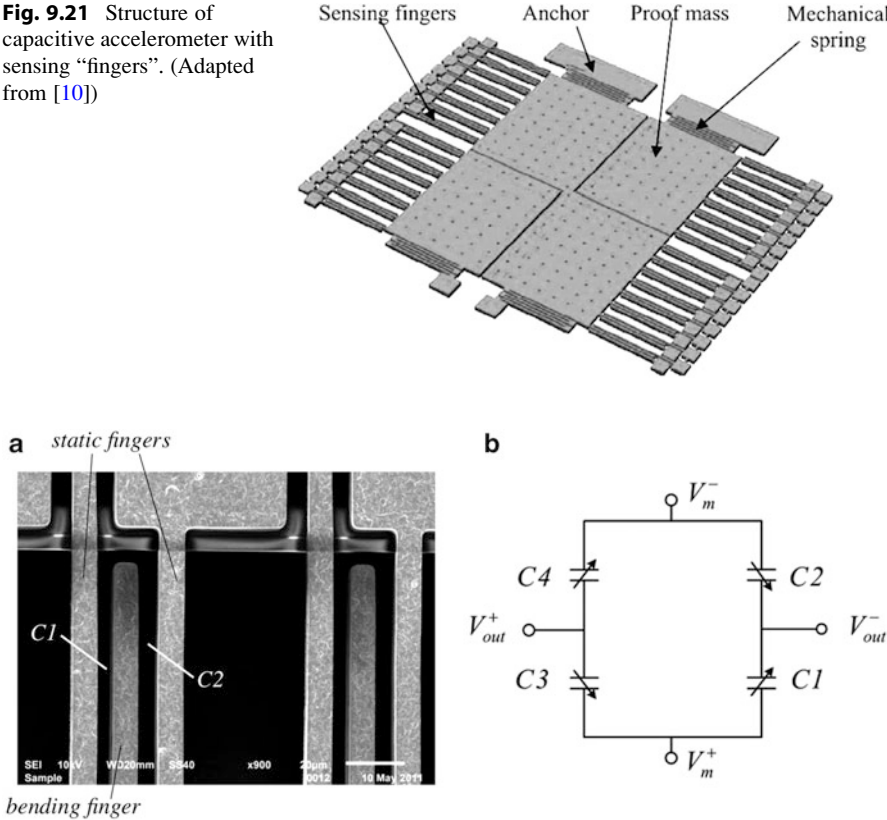 Fig. 9.21 Structure of
capacitive accelerometer with
sensing “fingers”. (Adapted
from [10])
Sensing fingers
Anchor
Proof mass
Mechanical
spring
a
static fingers
C1
C2
SEI 10kV WD20mm SS40 x900 20μm
Sample 0012 10 May 2011
bending finger
b
V_m^-
C4
C2
V_out^+
V_out^-
C3
C1
V_m^+